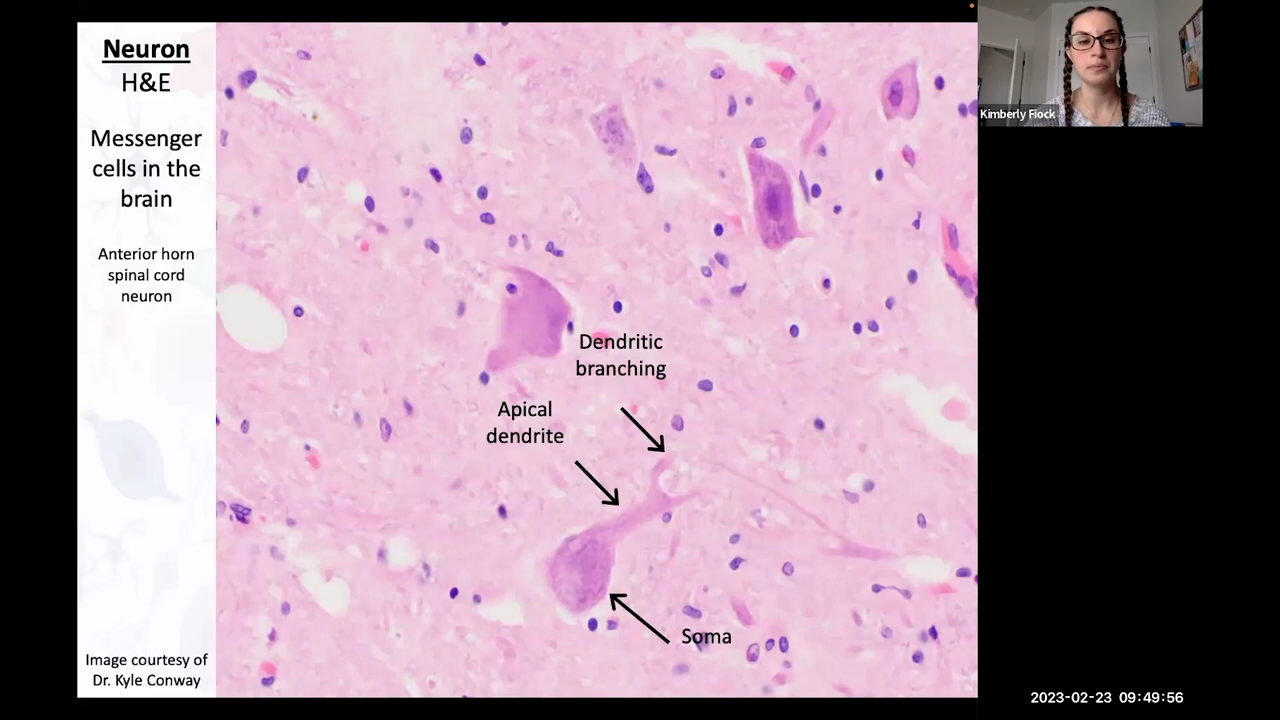 Neuron
H&E
Messenger
cells in the
brain
Anterior horn
spinal cord
neuron
Image courtesy of
Dr. Kyle Conway
Dendritic
branching
Apical
dendrite
Soma
Kimberly Fiock
2023-02-23 09:49:56